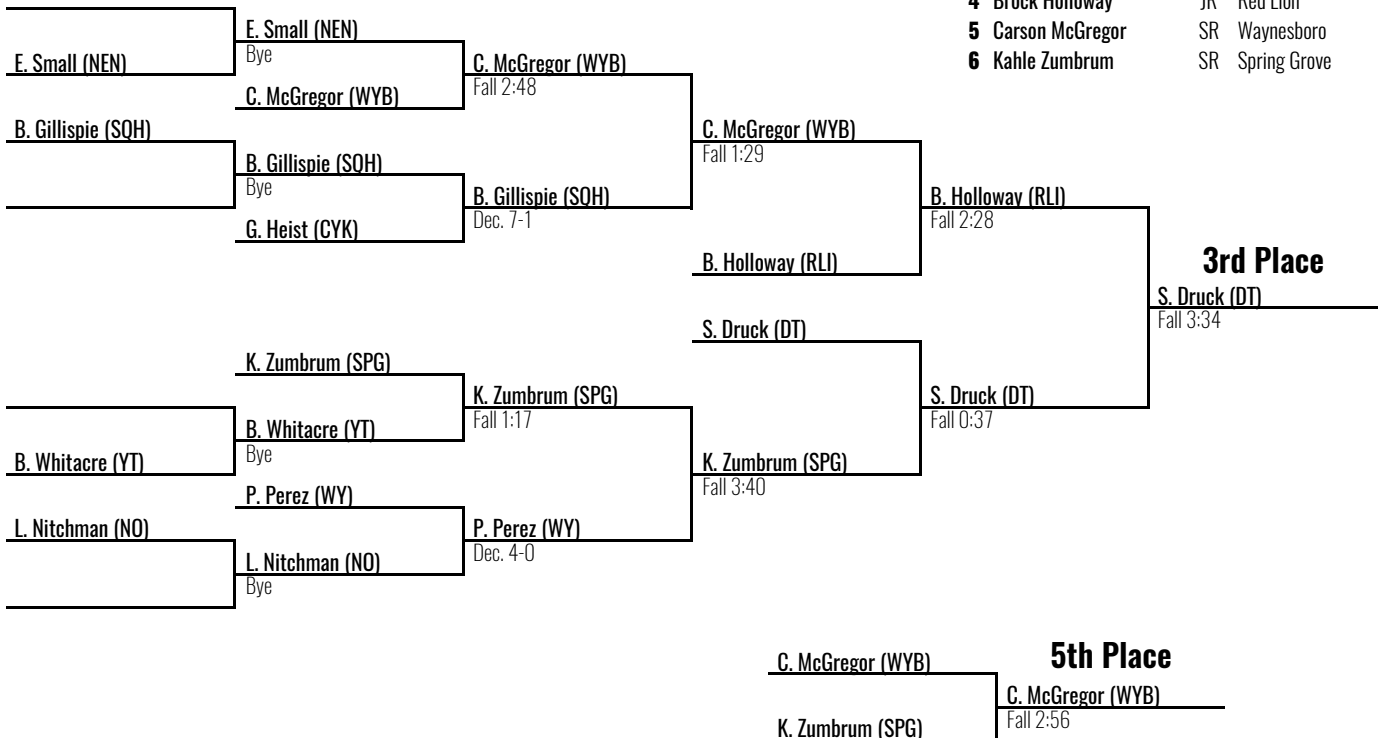 4 Brock Holloway JR Red Lion
5 Carson McGregor SR Waynesboro
6 Kahle Zumbrum SR Spring Grove
E. Small (NEN)
Bye
E. Small (NEN)
C. McGregor (WYB)
Fall 2:48
C. McGregor (WYB)
B. Gillispie (SQH)
C. McGregor (WYB)
Fall 1:29
B. Gillispie (SQH)
Bye
B. Gillispie (SQH)
Dec. 7-1
B. Holloway (RLI)
Fall 2:28
G. Heist (CYK)
B. Holloway (RLI)
3rd Place
S. Druck (DT)
Fall 3:34
S. Druck (DT)
K. Zumbrum (SPG)
K. Zumbrum (SPG)
Fall 1:17
S. Druck (DT)
Fall 0:37
B. Whitacre (YT)
Bye
B. Whitacre (YT)
K. Zumbrum (SPG)
Fall 3:40
P. Perez (WY)
L. Nitchman (NO)
P. Perez (WY)
Dec. 4-0
L. Nitchman (NO)
Bye
5th Place
C. McGregor (WYB)
C. McGregor (WYB)
Fall 2:56
K. Zumbrum (SPG)